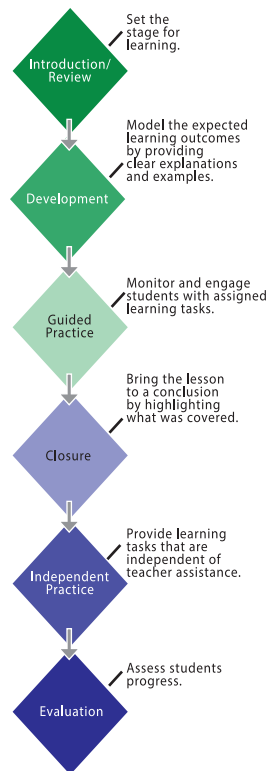 Set the
stage for
learning.
Introduction/
Review
Model the expected
learning outcomes
by providing
clear explanations
and examples.
Development
Monitor and engage
students with assigned
learning tasks.
Guided
Practice
Bring the lesson
to a conclusion
by highlighting
what was covered.
Closure
Provide learning
tasks that are
independent of
teacher assistance.
Independent
Practice
Assess students
progress.
Evaluation